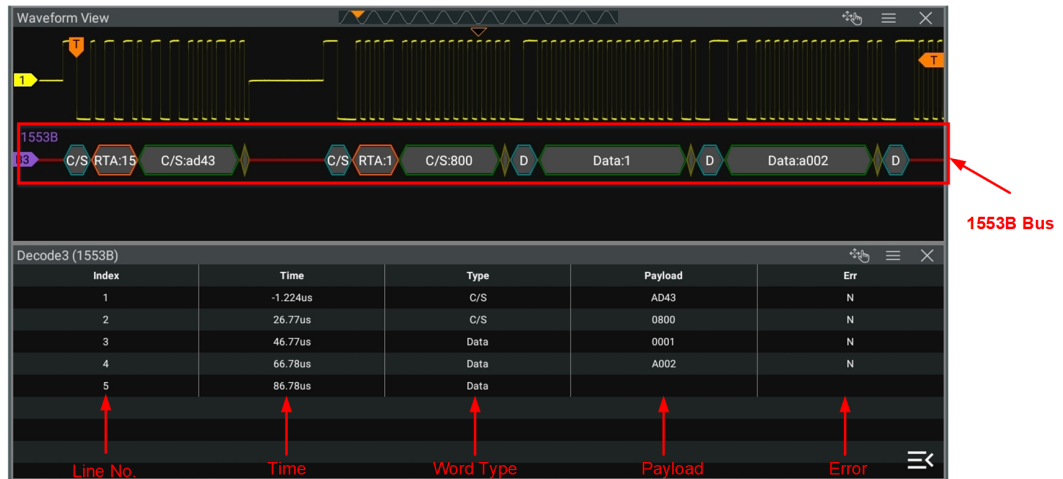 Waveform View
T
1
T
1553B
C/S RTA:15 C/S:ad43 C/S RTA:1 C/S:800 D Data:1 D Data:a002 D
1553B Bus
Decode3 (1553B)
Index Time Type Payload Err
1 -1.224us C/S AD43 N
2 26.77us C/S 0800 N
3 46.77us Data 0001 N
4 66.78us Data A002 N
5 86.78us Data
Line No. Time Word Type Payload Error